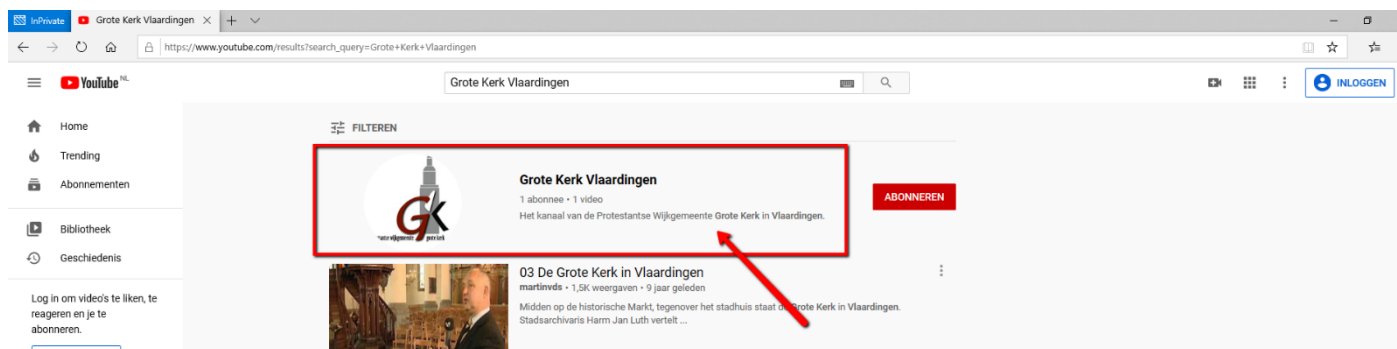 InPrivate
Grote Kerk Vlaardingen
https://www.youtube.com/results?search_query=Grote+Kerk+Vlaardingen
YouTube NL
Grote Kerk Vlaardingen
INLOGGEN
Home
Trending
Abonnementen
Bibliotheek
Geschiedenis
Log in om video's te liken, te
reageren en je te
abonneren.
FILTEREN
GK
Grote Kerk Vlaardingen
1 abonnee • 1 video
Het kanaal van de Protestantse Wijkgemeente Grote Kerk in Vlaardingen.
ABONNEREN
03 De Grote Kerk in Vlaardingen
martinvds • 1,5K weergaven • 9 jaar geleden
Midden op de historische Markt, tegenover het stadhuis staat de Grote Kerk in Vlaardingen.
Stadsarchivaris Harm Jan Luth vertelt ...